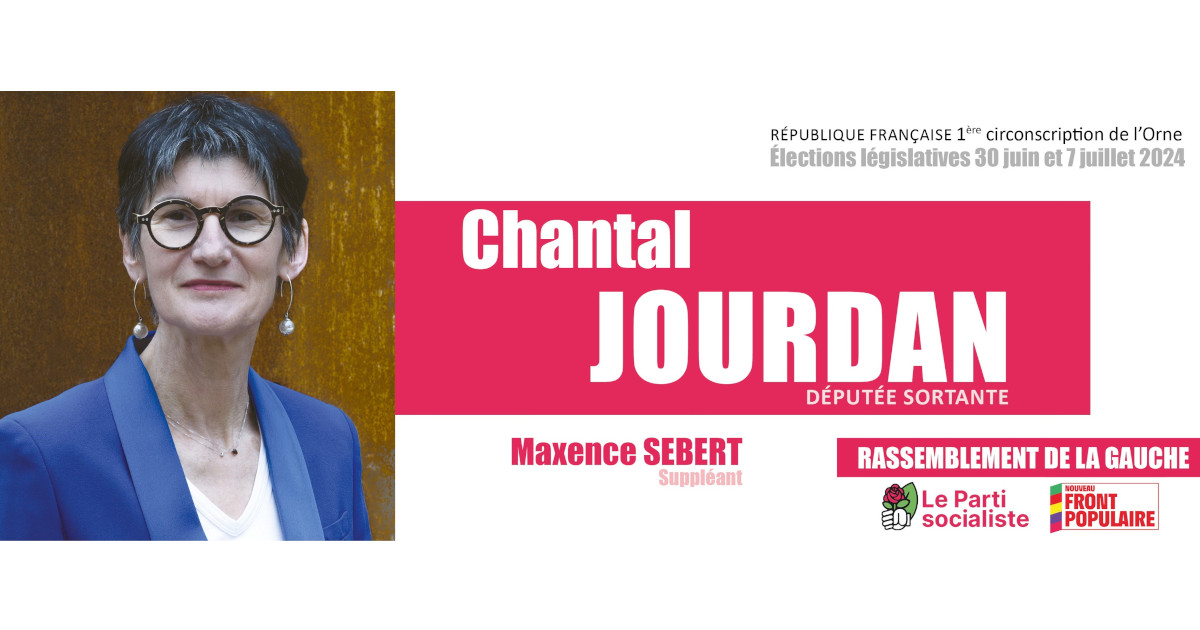 RÉPUBLIQUE FRANÇAISE 1ère circonscription de l'Orne
Élections législatives 30 juin et 7 juillet 2024
Chantal
JOURDAN
DÉPUTÉE SORTANTE
Maxence SEBERT
Suppléant
RASSEMBLEMENT DE LA GAUCHE
Le Parti
socialiste
NOUVEAU
FRONT
POPULAIRE